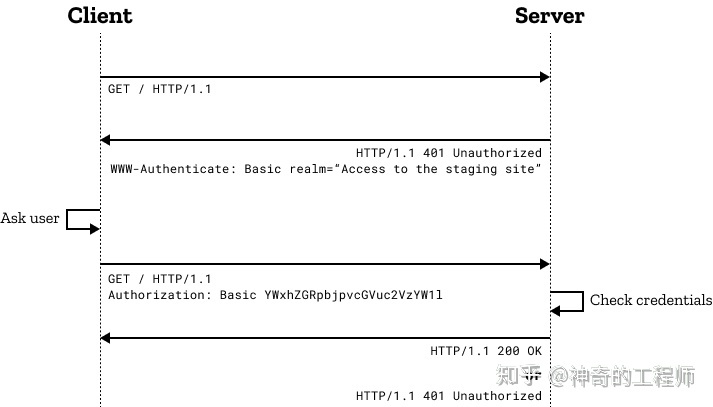 Client
Server
GET / HTTP/1.1
HTTP/1.1 401 Unauthorized
WWW-Authenticate: Basic realm=“Access to the staging site”
Ask user
GET / HTTP/1.1
Authorization: Basic YWxhZGRpbjpvcGVuc2VzYW1l
Check credentials
HTTP/1.1 200 OK
知乎 @神奇的工程师
HTTP/1.1 401 Unauthorized